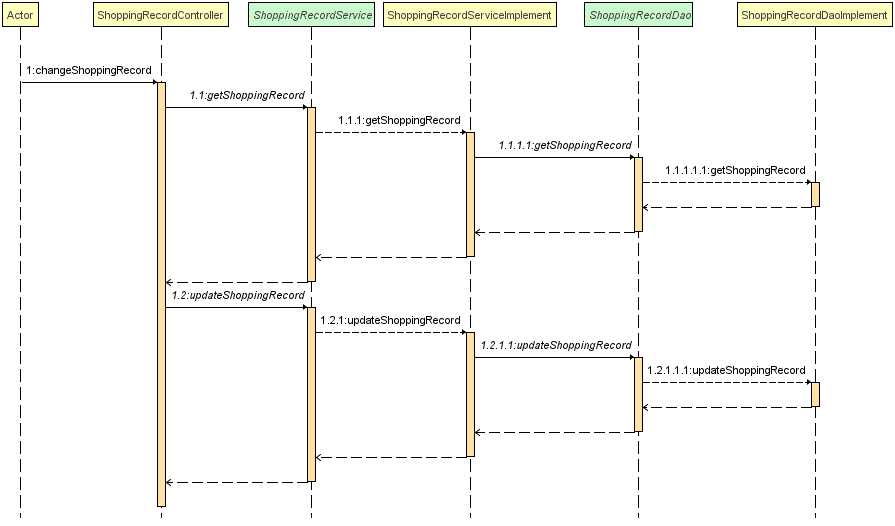 Actor
ShoppingRecordController
ShoppingRecordService
ShoppingRecordServiceImplement
ShoppingRecordDao
ShoppingRecordDaoImplement
1:changeShoppingRecord
1.1:getShoppingRecord
1.1.1:getShoppingRecord
1.1.1.1:getShoppingRecord
1.1.1.1.1:getShoppingRecord
1.2:updateShoppingRecord
1.2.1:updateShoppingRecord
1.2.1.1:updateShoppingRecord
1.2.1.1.1:updateShoppingRecord